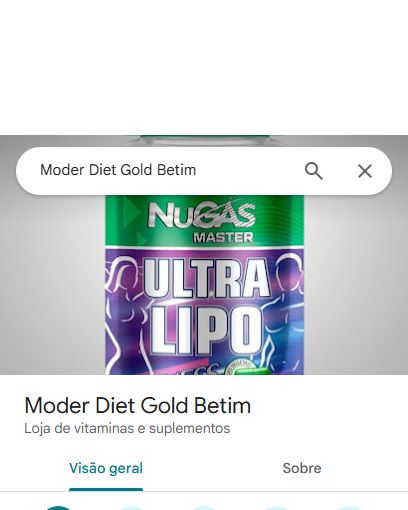 Moder Diet Gold Betim
NUGAS
MASTER
ULTRA
LIPO
Moder Diet Gold Betim
Loja de vitaminas e suplementos
Visão geral
Sobre